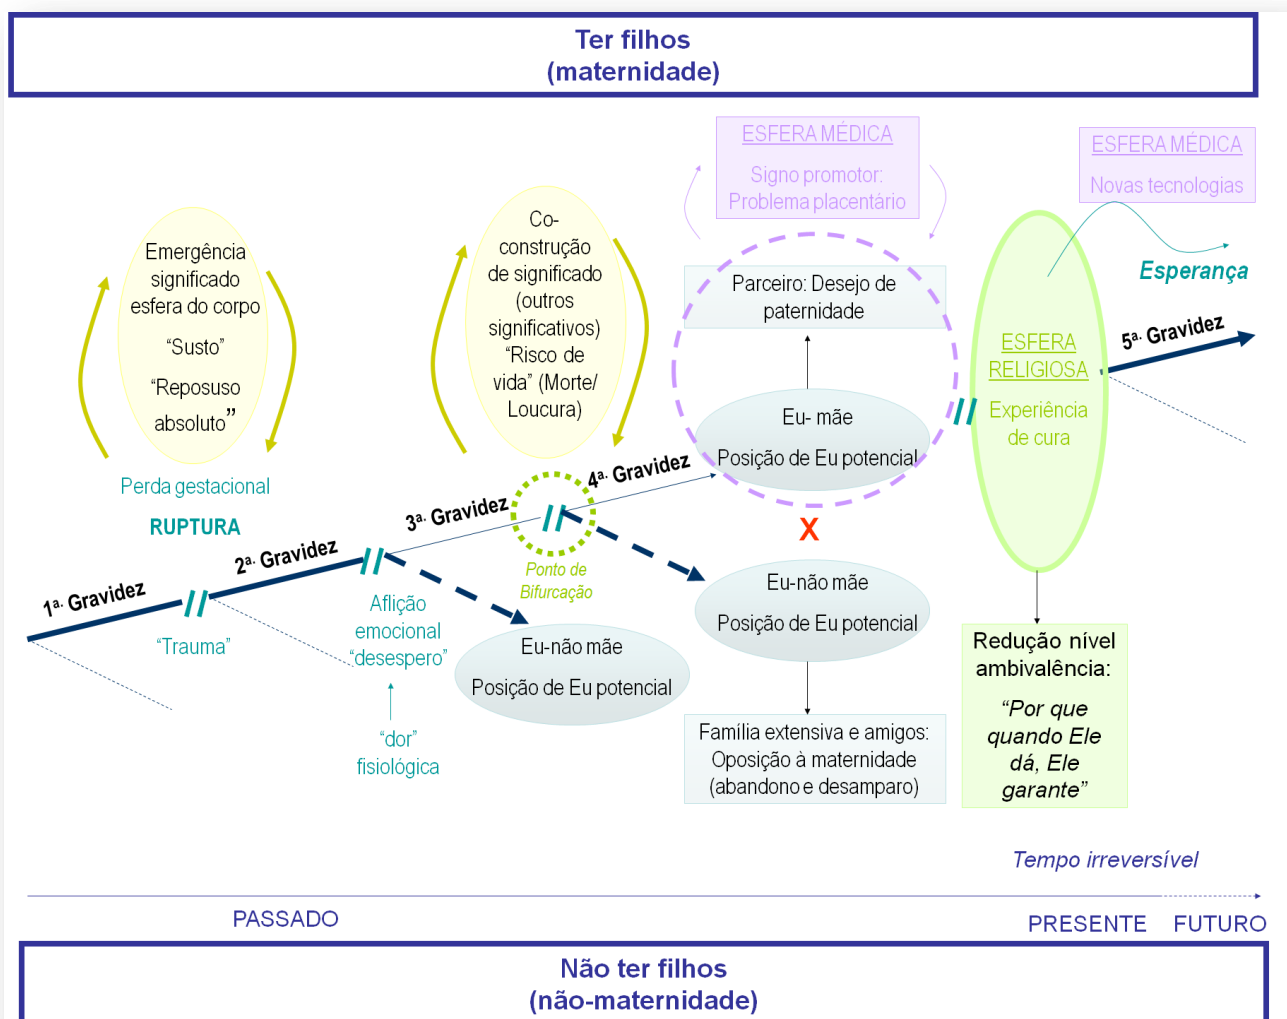 Ter filhos
(maternidade)
ESFERA MÉDICA
Signo promotor:
Problema placentário
ESFERA MÉDICA
Novas tecnologias
Emergência
significado
esfera do corpo
“Susto”
“Reposuso
absoluto”
Co-
construção
de significado
(outros
significativos)
“Risco de
vida” (Morte/
Loucura)
Parceiro: Desejo de
paternidade
Esperança
ESFERA
RELIGIOSA
Experiência
de cura
5ª. Gravidez
Eu- mãe
Posição de Eu potencial
Perda gestacional
RUPTURA
1ª. Gravidez
2ª. Gravidez
3ª. Gravidez
4ª. Gravidez
X
Ponto de
Bifurcação
“Trauma”
Aflição
emocional
“desespero”
“dor”
fisiológica
Eu-não mãe
Posição de Eu potencial
Eu-não mãe
Posição de Eu potencial
Família extensiva e amigos:
Oposição à maternidade
(abandono e desamparo)
Redução nível
ambivalência:
“Por que
quando Ele
dá, Ele
garante”
Tempo irreversível
PASSADO
PRESENTE
FUTURO
Não ter filhos
(não-maternidade)